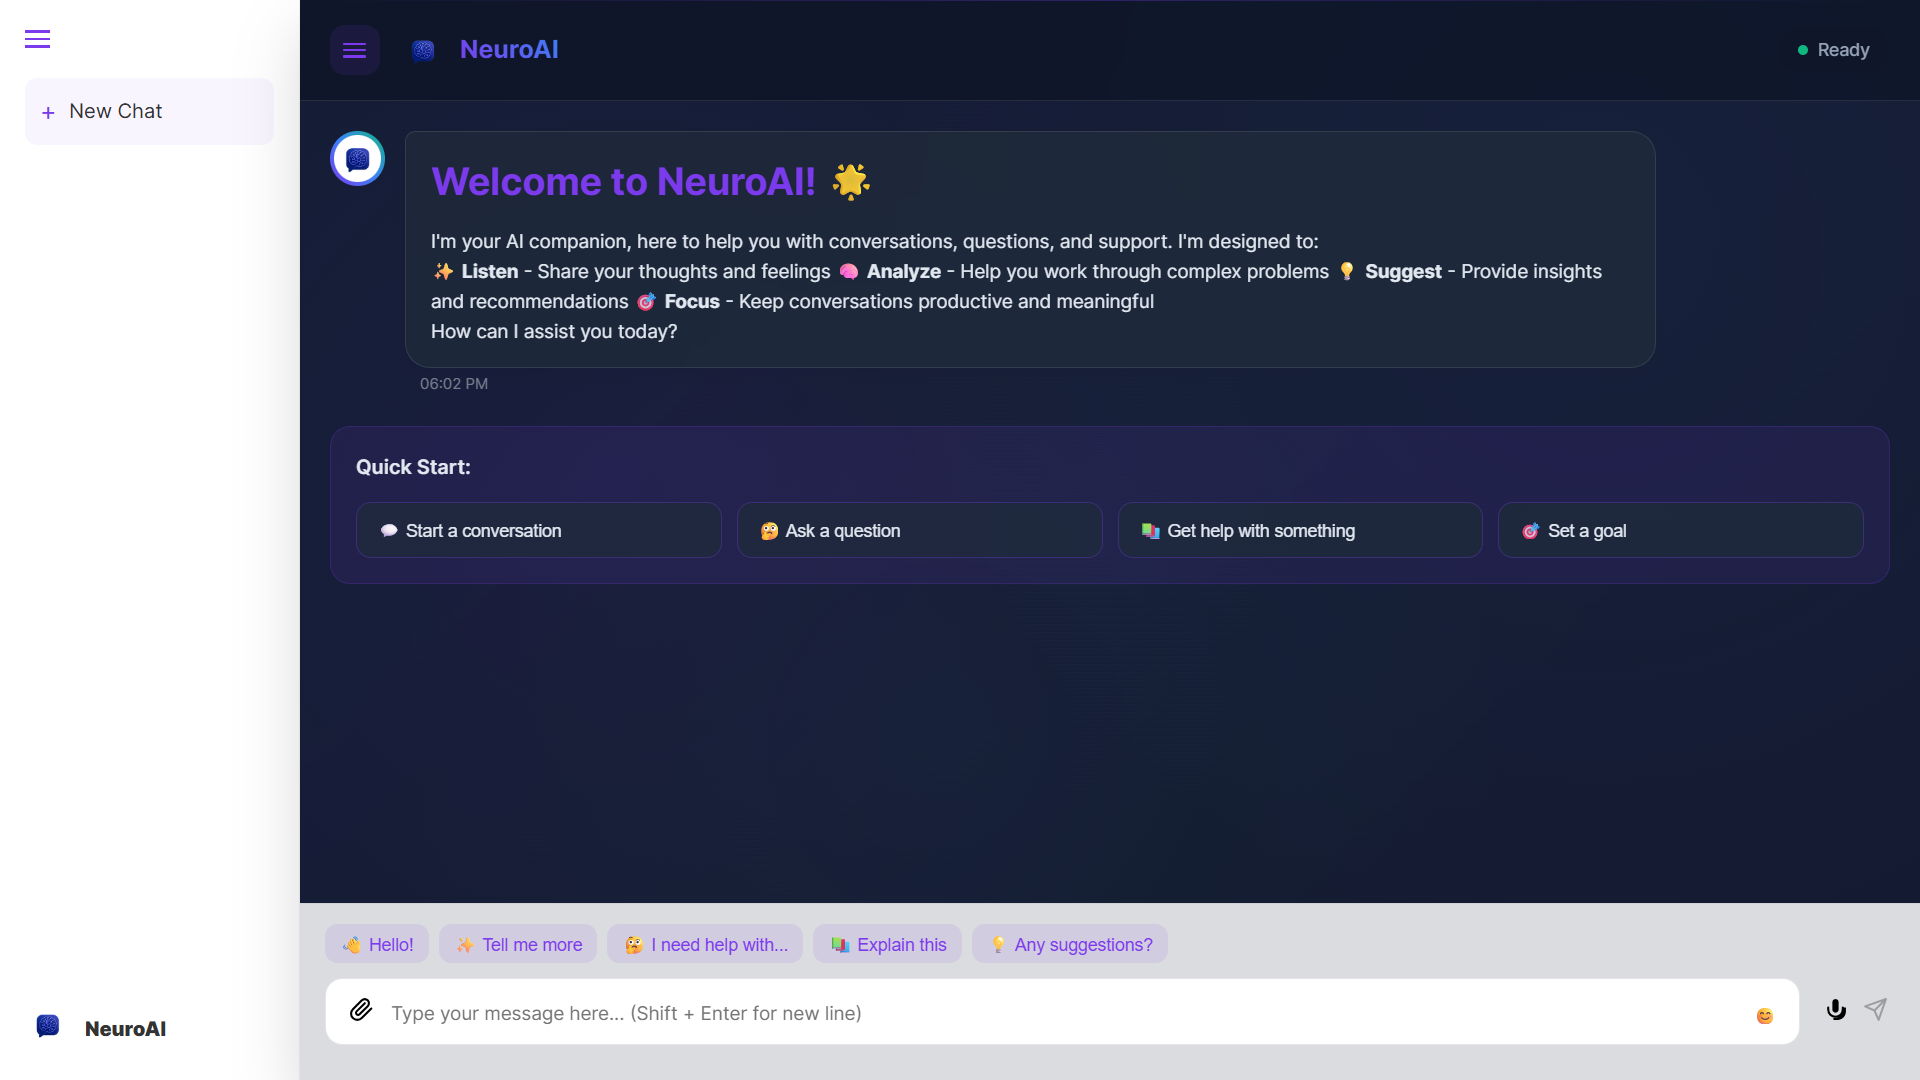 + New Chat
NeuroAI
NeuroAI
Ready
Welcome to NeuroAI! 🌟
I'm your AI companion, here to help you with conversations, questions, and support. I'm designed to:
✨ Listen - Share your thoughts and feelings 🧠 Analyze - Help you work through complex problems 💡 Suggest - Provide insights
and recommendations 🎯 Focus - Keep conversations productive and meaningful
How can I assist you today?
06:02 PM
Quick Start:
💬 Start a conversation
🤔 Ask a question
📚 Get help with something
🎯 Set a goal
👋 Hello!
✨ Tell me more
🤔 I need help with...
📚 Explain this
💡 Any suggestions?
Type your message here... (Shift + Enter for new line)